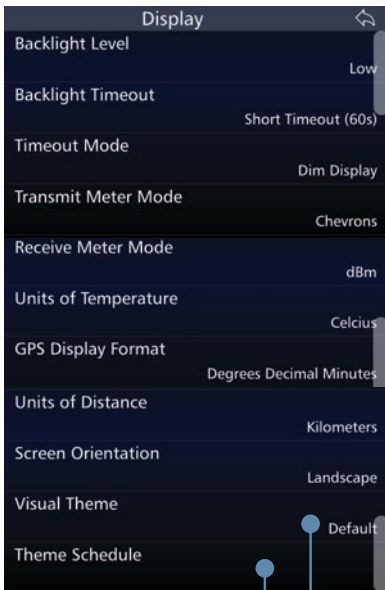 Display
Backlight Level
Low
Backlight Timeout
Short Timeout (60s)
Timeout Mode
Dim Display
Transmit Meter Mode
Chevrons
Receive Meter Mode
dBm
Units of Temperature
Celcius
GPS Display Format
Degrees Decimal Minutes
Units of Distance
Kilometers
Screen Orientation
Landscape
Visual Theme
Default
Theme Schedule